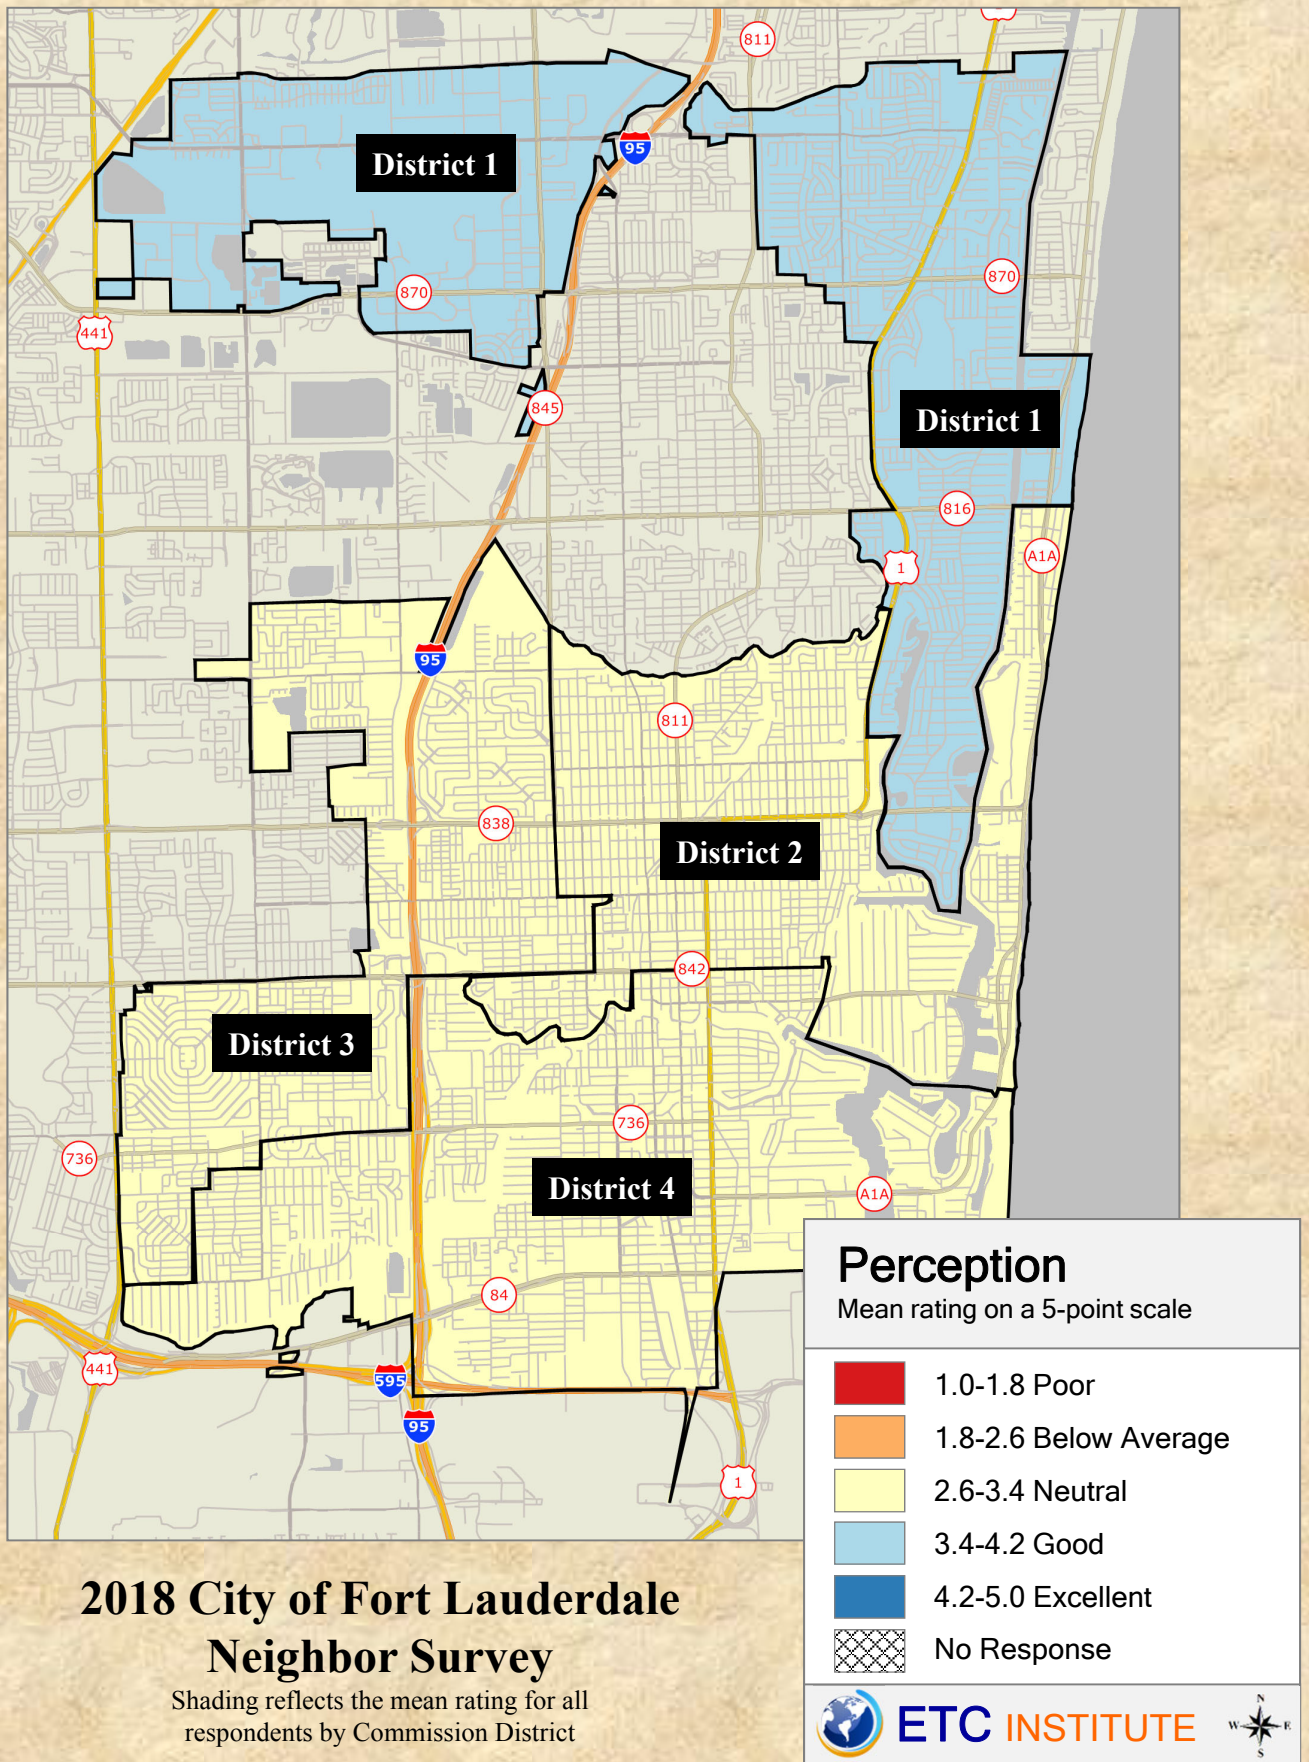 811
1
District 1
95
870
870
441
845
District 1
816
A1A
1
95
811
838
District 2
842
District 3
736
736
District 4
A1A
84
441
595
95
1
Perception
Mean rating on a 5-point scale
1.0-1.8 Poor
1.8-2.6 Below Average
2.6-3.4 Neutral
3.4-4.2 Good
4.2-5.0 Excellent
No Response
2018 City of Fort Lauderdale
Neighbor Survey
Shading reflects the mean rating for all
respondents by Commission District
ETC INSTITUTE
N
W E
S